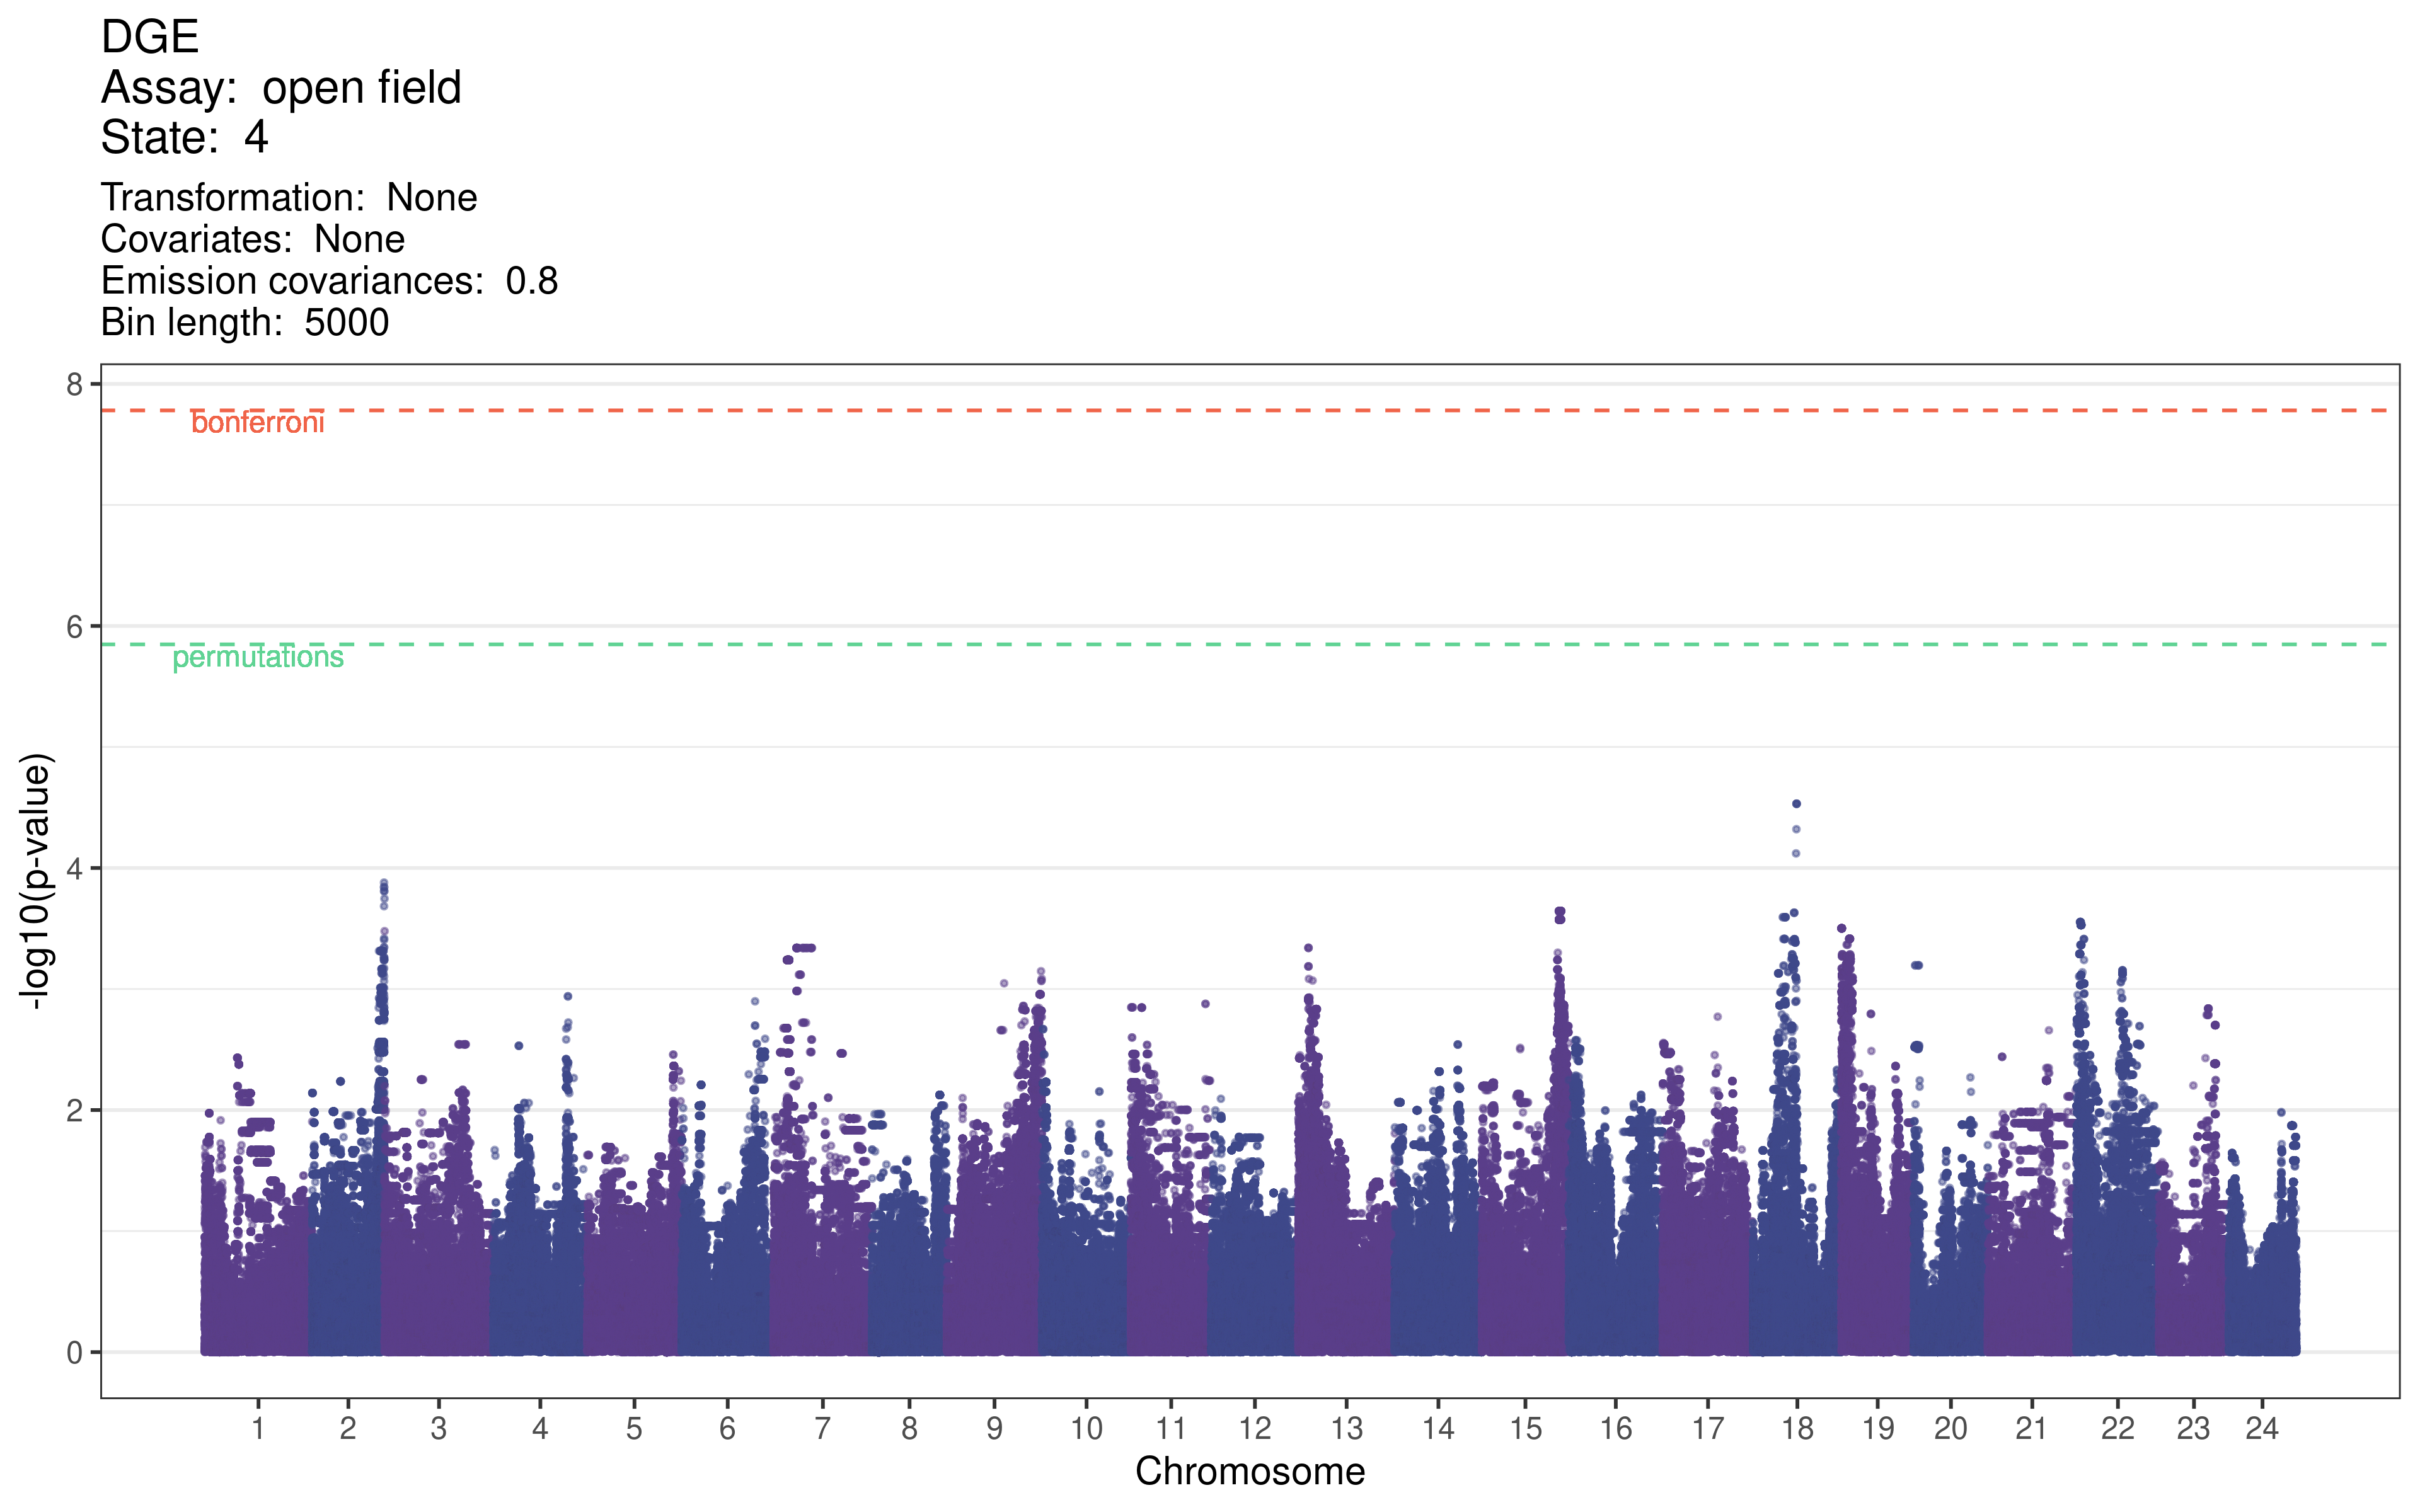 DGE
Assay:  open field
State:  4
Transformation:  None
Covariates:  None
Emission covariances:  0.8
Bin length:  5000
8
bonferroni
6
permutations
4
2
0
-log10(p-value)
1 2 3 4 5 6 7 8 9 10 11 12 13 14 15 16 17 18 19 20 21 22 23 24
Chromosome